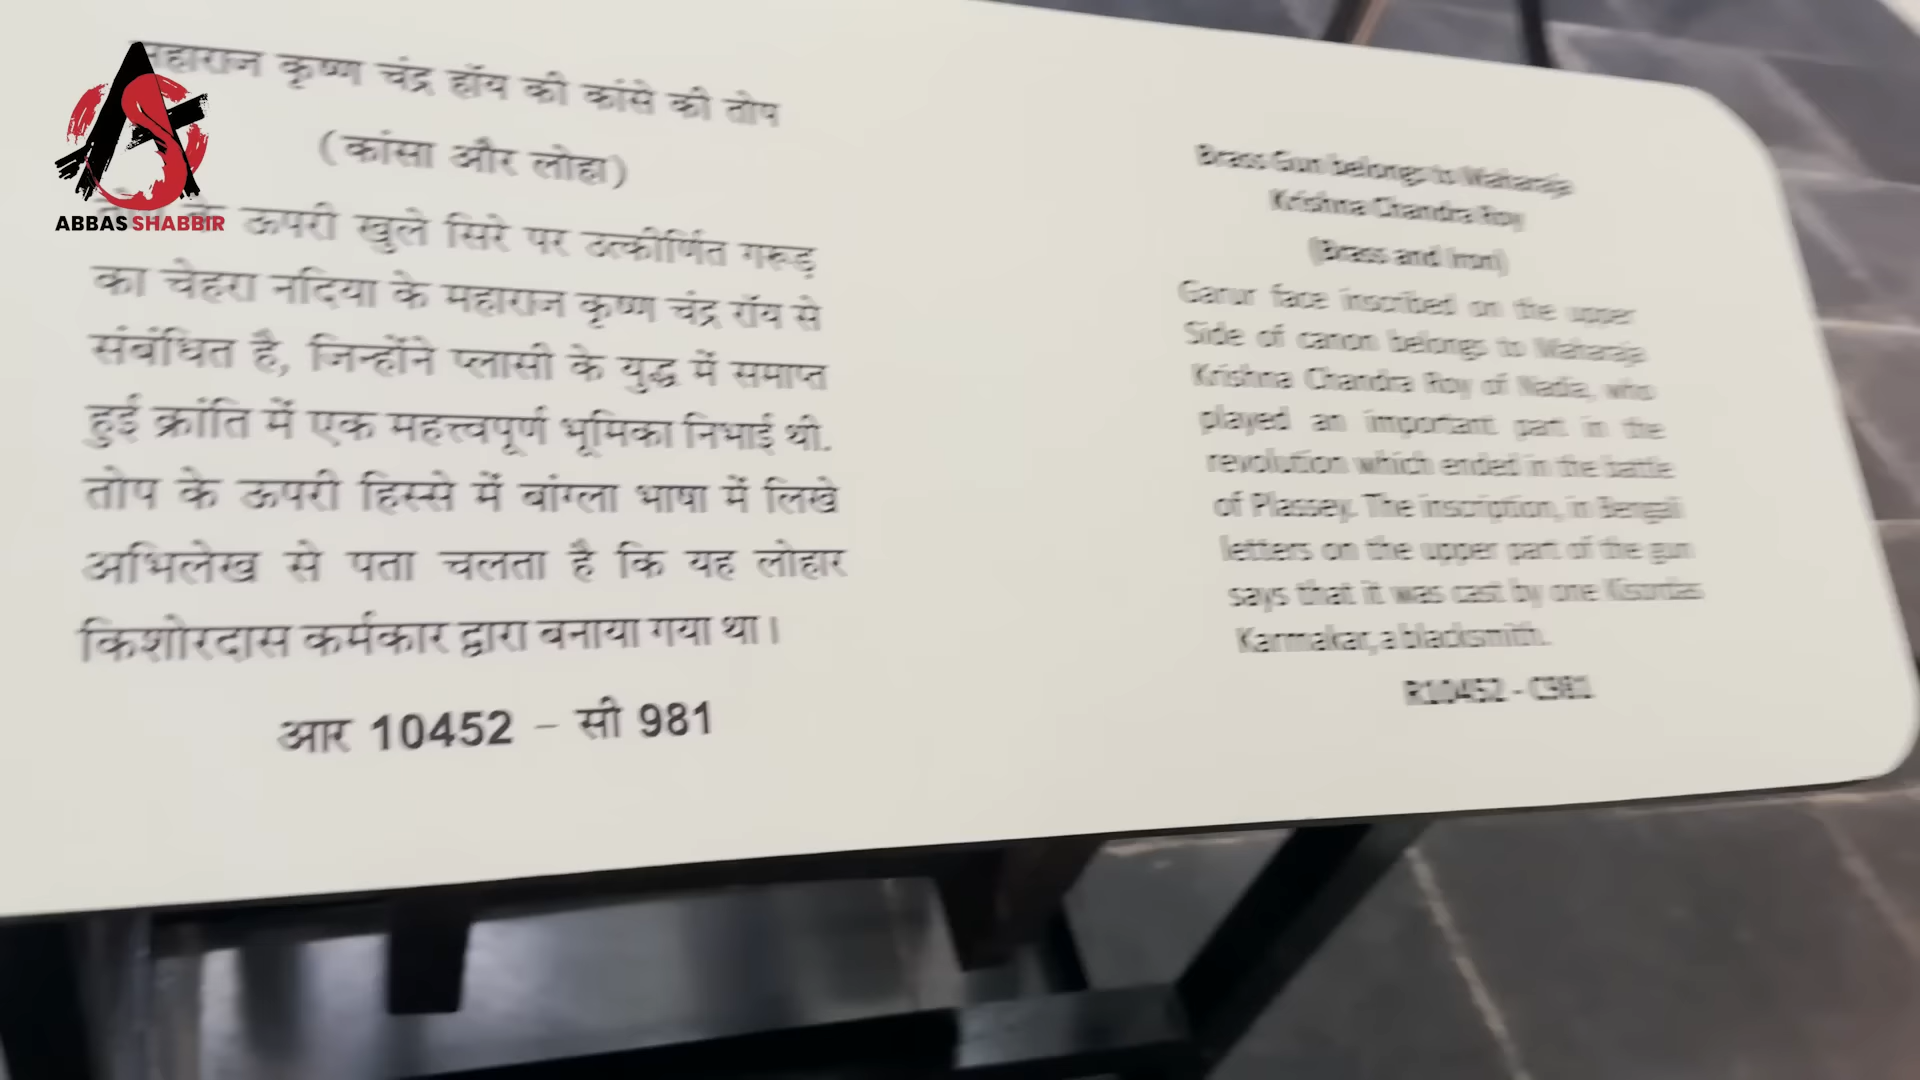 महाराज कृष्ण चंद्र हॉय की कांसे की तोप
(कांसा और लोहा)
के ऊपरी खुले सिरे पर उत्कीर्णित गरूड़
का चेहरा नदिया के महाराज कृष्ण चंद्र रॉय से
संबंधित है, जिन्होंने प्लासी के युद्ध में समाप्त
हुई क्रांति में एक महत्त्वपूर्ण भूमिका निभाई थी.
तोप के ऊपरी हिस्से में बांग्ला भाषा में लिखे
अभिलेख से पता चलता है कि यह लोहार
किशोरदास कर्मकार द्वारा बनाया गया था।
आर 10452 – सी 981
Brass Gun belongs to Maharaja
Krishna Chandra Roy
(Brass and Iron)
Garur face inscribed on the upper
Side of canon belongs to Maharaja
Krishna Chandra Roy of Nadia, who
played an important part in the
revolution which ended in the battle
of Plassey. The inscription, in Bengali
letters on the upper part of the gun
says that it was cast by one Kisordas
Karmakar, a blacksmith.
R10452 - C981
ABBAS SHABBIR